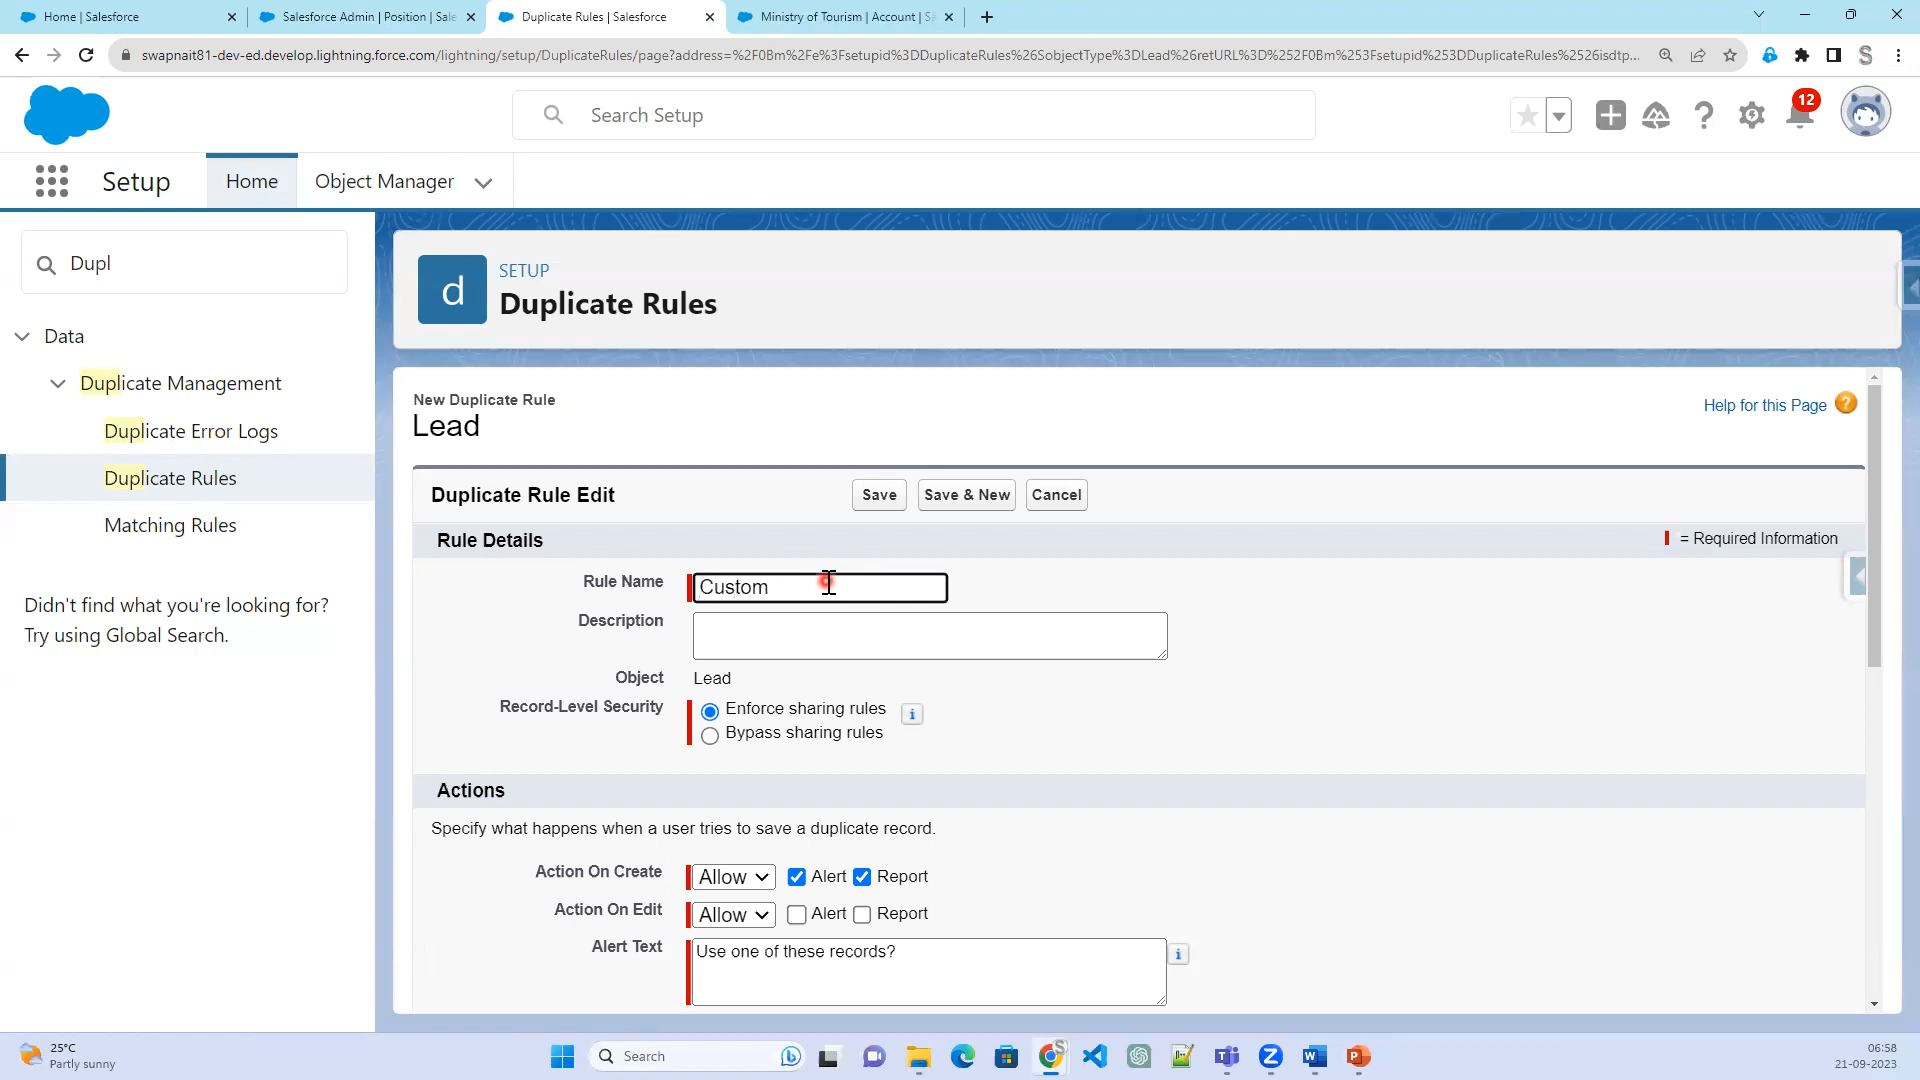 Home | Salesforce
Salesforce Admin | Position | Sale
Duplicate Rules | Salesforce
Ministry of Tourism | Account | Sa
swapnait81-dev-ed.develop.lightning.force.com/lightning/setup/DuplicateRules/page?address=%2F0Bm%2Fe%3Fsetupid%3DDuplicateRules%26SobjectType%3DLead%26retURL%3D%252F0Bm%253Fsetupid%253DDuplicateRules%2526isdtp...
Search Setup
12
Setup
Home
Object Manager
Dupl
Data
Duplicate Management
Duplicate Error Logs
Duplicate Rules
Matching Rules
Didn't find what you're looking for?
Try using Global Search.
d
SETUP
Duplicate Rules
New Duplicate Rule
Lead
Help for this Page
Duplicate Rule Edit
Save
Save & New
Cancel
Rule Details
= Required Information
Rule Name
Custom
Description
Object
Lead
Record-Level Security
Enforce sharing rules
Bypass sharing rules
Actions
Specify what happens when a user tries to save a duplicate record.
Action On Create
Allow
Alert
Report
Action On Edit
Allow
Alert
Report
Alert Text
Use one of these records?
25°C
Partly sunny
Search
06:58
21-09-2023